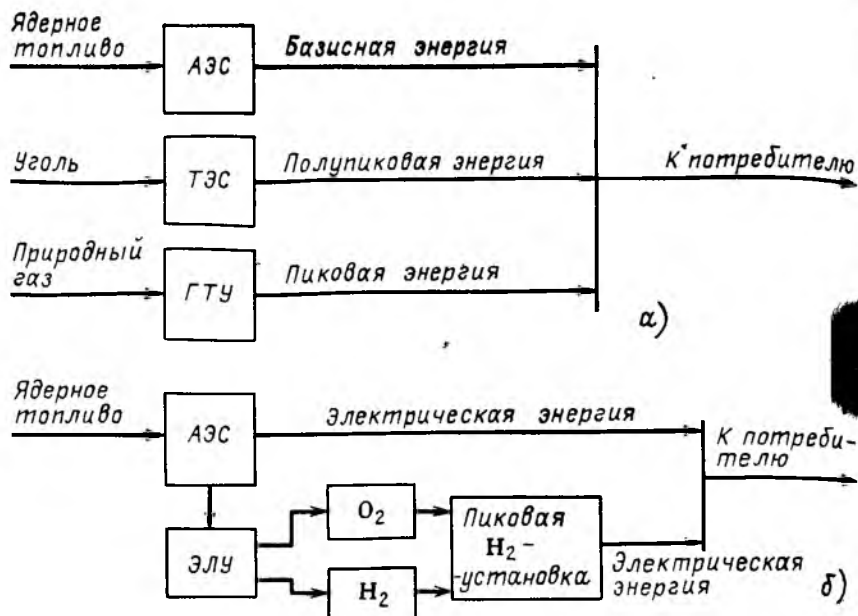 Ядерное
топливо
АЭС
Базисная энергия
Уголь
ТЭС
Полупиковая энергия
К потребителю
Природный
газ
ГТУ
Пиковая энергия
а)
Ядерное
топливо
АЭС
Электрическая энергия
К потреби-
телю
ЭЛУ
O₂
H₂
Пиковая
H₂-
-установка
Электрическая
энергия
б)